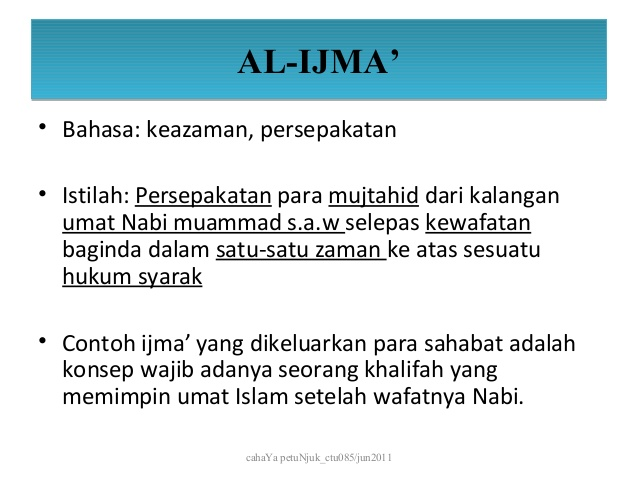 AL-IJMA’
• Bahasa: keazaman, persepakatan
• Istilah: Persepakatan para mujtahid dari kalangan
umat Nabi muammad s.a.w selepas kewafatan
baginda dalam satu-satu zaman ke atas sesuatu
hukum syarak
• Contoh ijma’ yang dikeluarkan para sahabat adalah
konsep wajib adanya seorang khalifah yang
memimpin umat Islam setelah wafatnya Nabi.
cahaYa petuNjuk_ctu085/jun2011